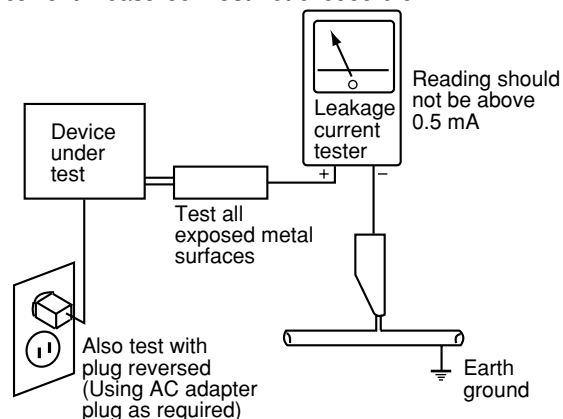 Reading should
not be above
0.5 mA
Leakage
current
tester
+
–
Device
under
test
Test all
exposed metal
surfaces
Also test with
plug reversed
(Using AC adapter
plug as required)
Earth
ground